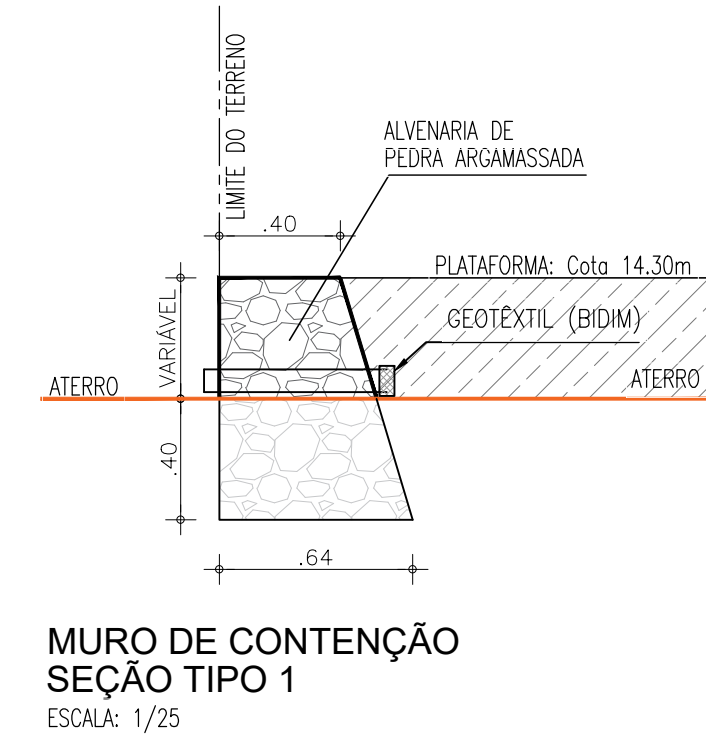 LIMITE DO TERRENO
ALVENARIA DE
PEDRA ARGAMASSADA
.40
PLATAFORMA: Cota 14.30m
VARIÁVEL
GEOTÊXTIL (BIDIM)
ATERRO
ATERRO
.40
.64
MURO DE CONTENÇÃO
SEÇÃO TIPO 1
ESCALA: 1/25